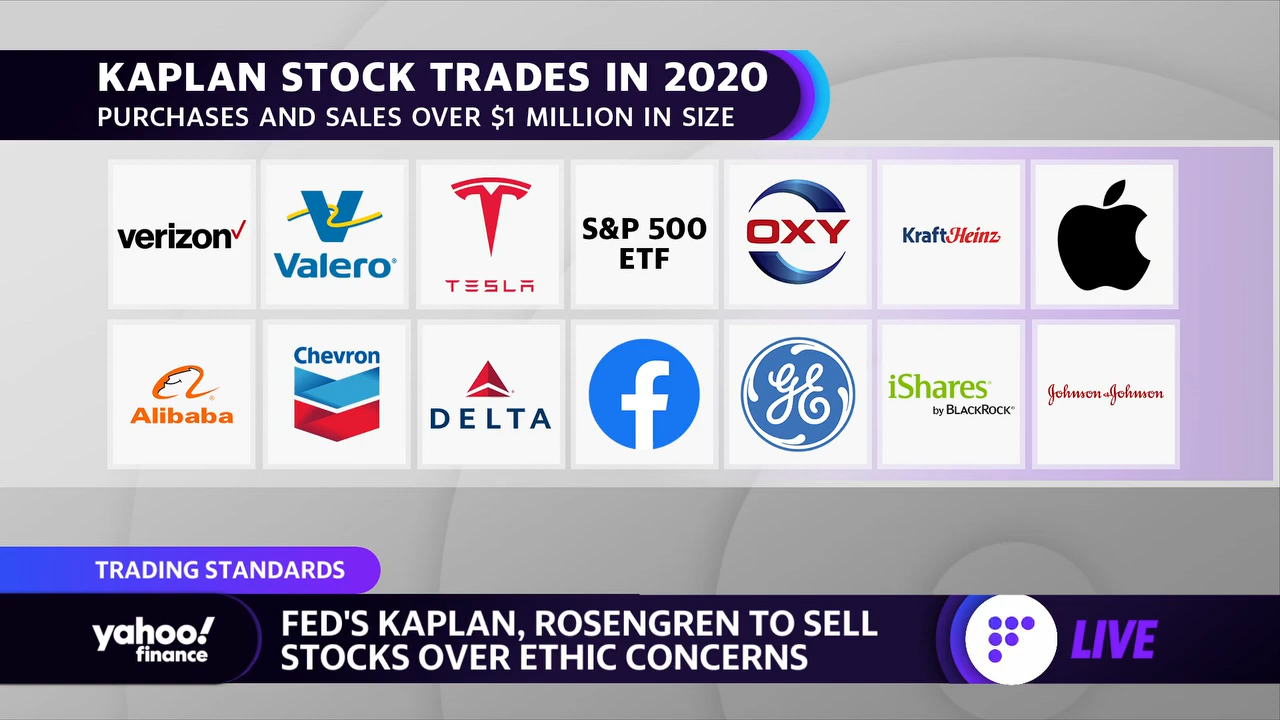 KAPLAN STOCK TRADES IN 2020
PURCHASES AND SALES OVER $1 MILLION IN SIZE
verizon
Valero
TESLA
S&P 500
ETF
OXY
KraftHeinz
Alibaba
Chevron
DELTA
f
GE
iShares
by BLACKROCK
Johnson & Johnson
TRADING STANDARDS
yahoo!
finance
FED'S KAPLAN, ROSENGREN TO SELL
STOCKS OVER ETHIC CONCERNS
LIVE